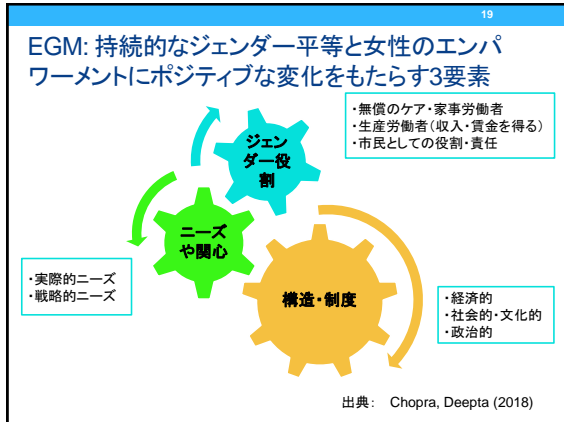 19
EGM: 持続的なジェンダー平等と女性のエンパ
ワーメントにポジティブな変化をもたらす3要素
・無償のケア・家事労働者
・生産労働者(収入・賃金を得る)
・市民としての役割・責任
ジェン
ダー役
割
ニーズ
や関心
・実際的ニーズ
・戦略的ニーズ
構造・制度
・経済的
・社会的・文化的
・政治的
出典: Chopra, Deepta (2018)